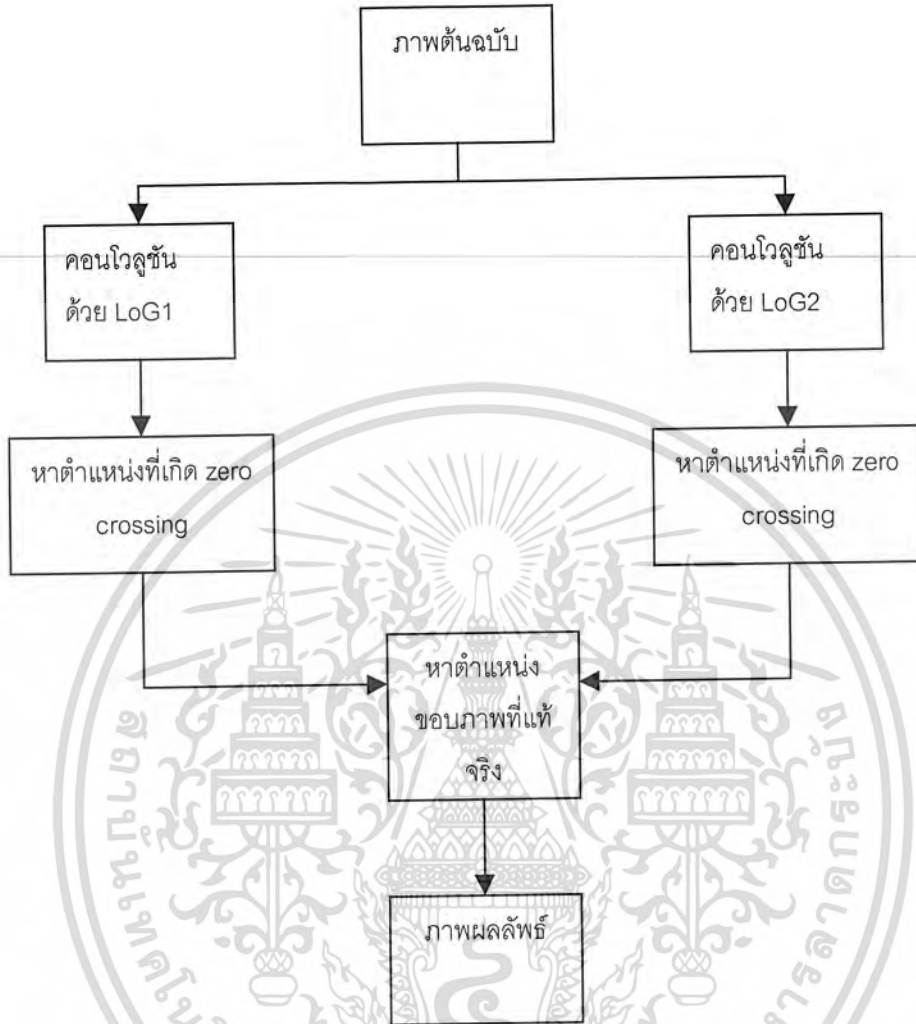 ภาพต้นฉบับ
คอนโวลูชัน
ด้วย LoG1
คอนโวลูชัน
ด้วย LoG2
หาตำแหน่งที่เกิด zero
crossing
หาตำแหน่งที่เกิด zero
crossing
หาตำแหน่ง
ขอบภาพที่แท้
จริง
ภาพผลลัพธ์